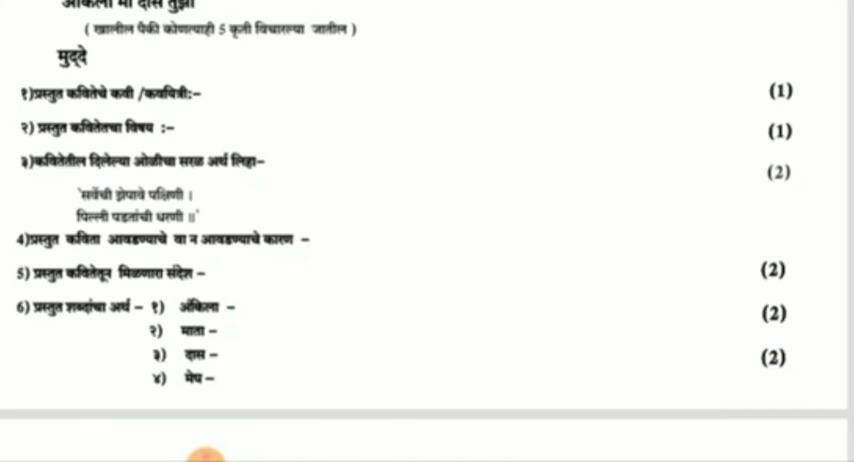 अंकिला मी दास तुझा
( खालील पैकी कोणत्याही 5 कृती विचारल्या जातील )
मुद्दे
१)प्रस्तुत कवितेचे कवी /कवयित्री:- (1)
२) प्रस्तुत कवितेतचा विषय :- (1)
३)कवितेतील दिलेल्या ओळीचा सरळ अर्थ लिहा- (2)
'सवेंची झेपावे पक्षिणी ।
पिल्ली पडतांची धरणी ॥'
4)प्रस्तुत कविता आवडण्याचे वा न आवडण्याचे कारण -
5) प्रस्तुत कवितेतून मिळणारा संदेश - (2)
6) प्रस्तुत शब्दांचा अर्थ - १) अंकिला - (2)
२) माता -
३) दास - (2)
४) मेघ -